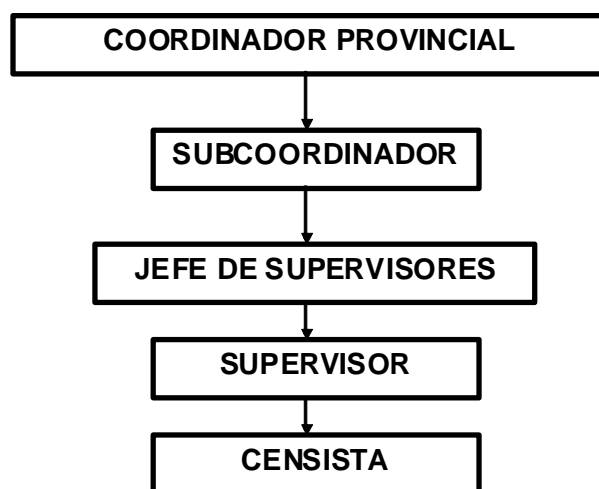 COORDINADOR PROVINCIAL
SUBCOORDINADOR
JEFE DE SUPERVISORES
SUPERVISOR
CENSISTA